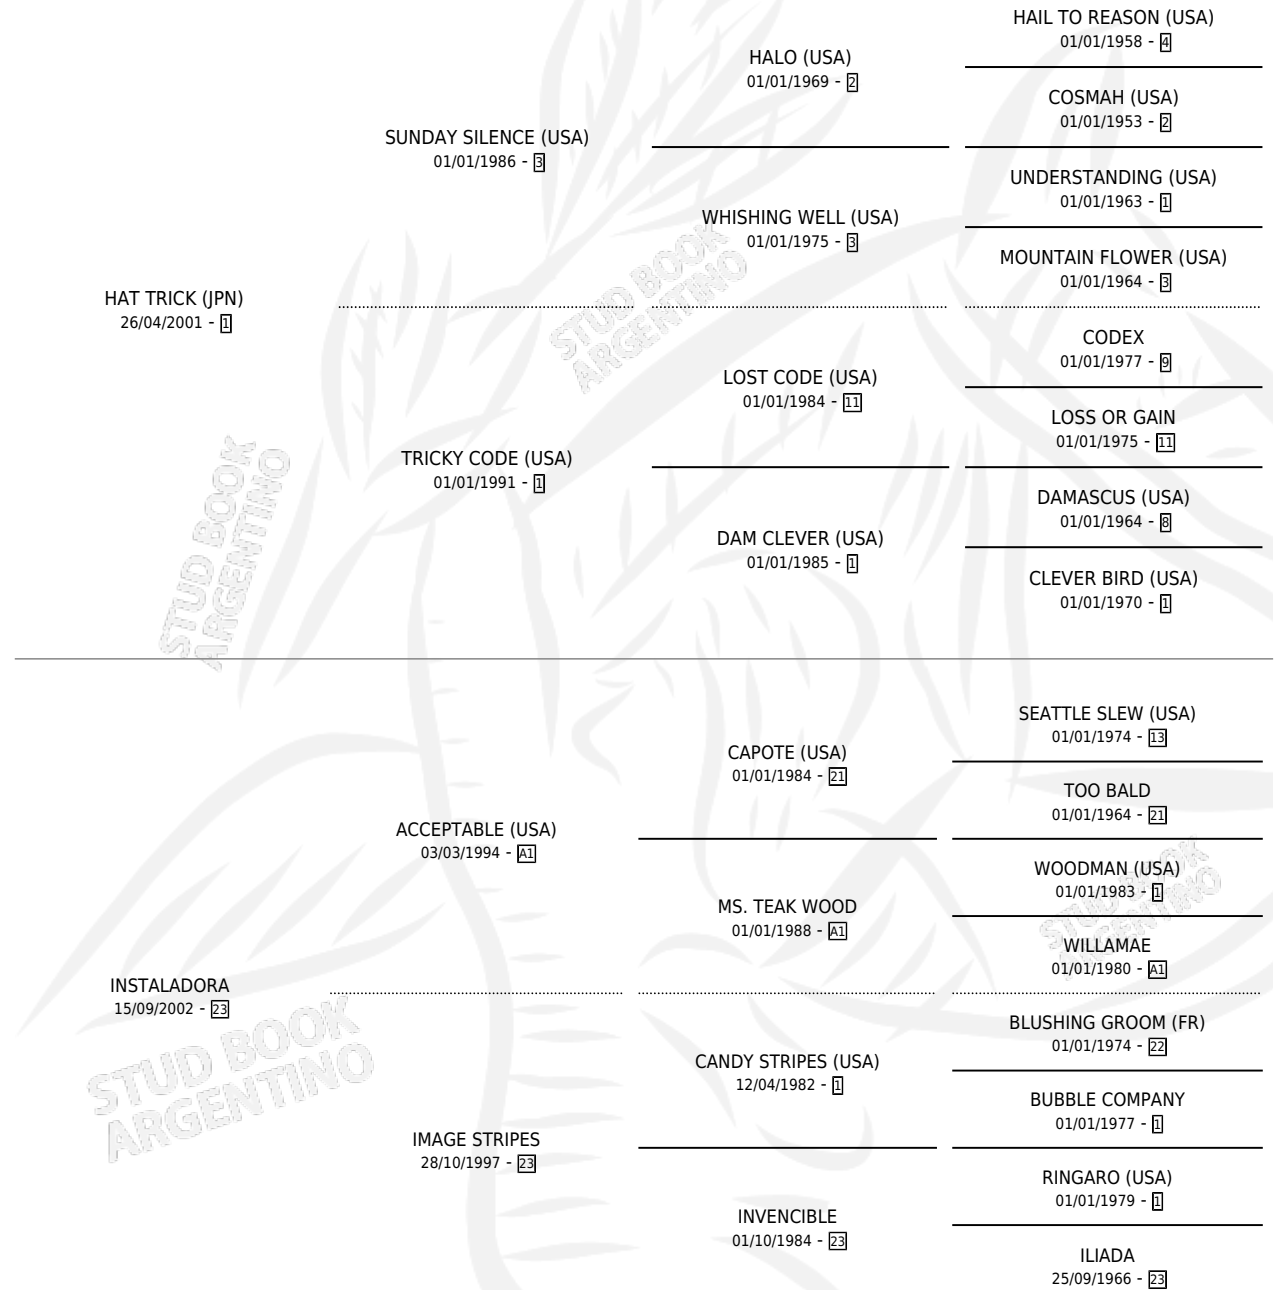 HAIL TO REASON (USA)
01/01/1958 - 4
HALO (USA)
01/01/1969 - 2
COSMAH (USA)
01/01/1953 - 2
SUNDAY SILENCE (USA)
01/01/1986 - 3
UNDERSTANDING (USA)
01/01/1963 - 1
WHISHING WELL (USA)
01/01/1975 - 3
MOUNTAIN FLOWER (USA)
01/01/1964 - 3
HAT TRICK (JPN)
26/04/2001 - 1
STUD BOOK
ARGENTINO
CODEX
01/01/1977 - 9
LOST CODE (USA)
01/01/1984 - 11
LOSS OR GAIN
01/01/1975 - 11
TRICKY CODE (USA)
01/01/1991 - 1
DAMASCUS (USA)
01/01/1964 - 8
DAM CLEVER (USA)
01/01/1985 - 1
CLEVER BIRD (USA)
01/01/1970 - 1
STUD BOOK
ARGENTINO
SEATTLE SLEW (USA)
01/01/1974 - 13
CAPOTE (USA)
01/01/1984 - 21
TOO BALD
01/01/1964 - 21
ACCEPTABLE (USA)
03/03/1994 - A1
WOODMAN (USA)
01/01/1983 - 1
MS. TEAK WOOD
01/01/1988 - A1
WILLAMAE
01/01/1980 - A1
STUD BOOK
ARGENTINO
INSTALADORA
15/09/2002 - 23
BLUSHING GROOM (FR)
01/01/1974 - 22
CANDY STRIPES (USA)
12/04/1982 - 1
BUBBLE COMPANY
01/01/1977 - 1
STUD BOOK
ARGENTINO
IMAGE STRIPES
28/10/1997 - 23
RINGARO (USA)
01/01/1979 - 1
INVENCIBLE
01/10/1984 - 23
ILIADA
25/09/1966 - 23